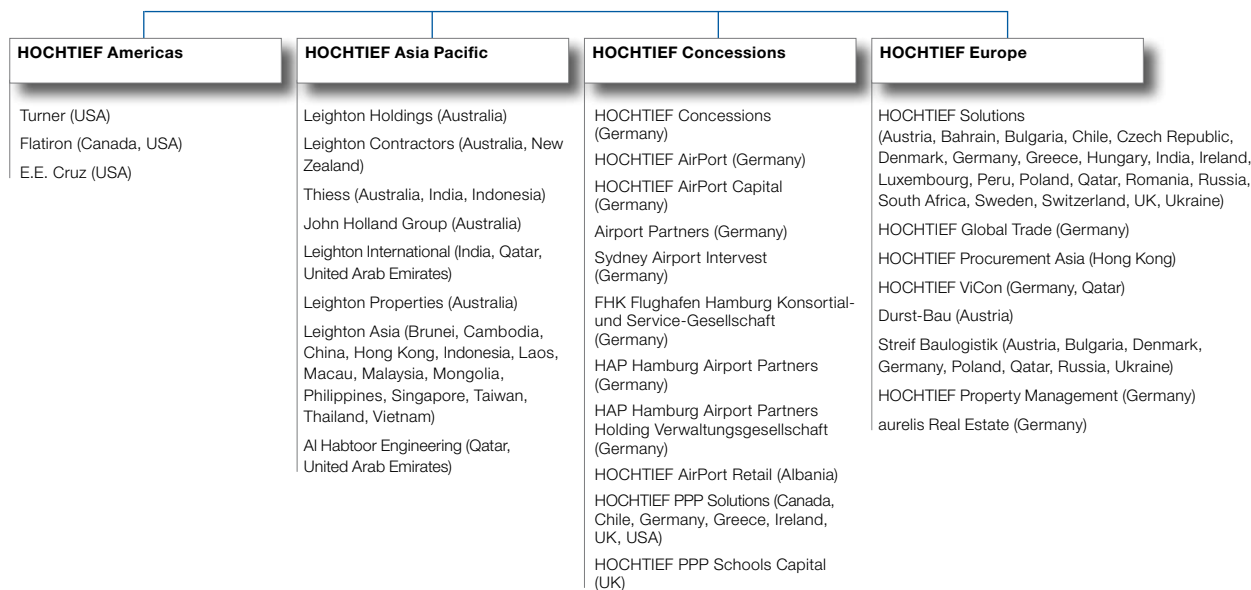 HOCHTIEF Americas
Turner (USA)
Flatiron (Canada, USA)
E.E. Cruz (USA)
HOCHTIEF Asia Pacific
Leighton Holdings (Australia)
Leighton Contractors (Australia, New
Zealand)
Thiess (Australia, India, Indonesia)
John Holland Group (Australia)
Leighton International (India, Qatar,
United Arab Emirates)
Leighton Properties (Australia)
Leighton Asia (Brunei, Cambodia,
China, Hong Kong, Indonesia, Laos,
Macau, Malaysia, Mongolia,
Philippines, Singapore, Taiwan,
Thailand, Vietnam)
Al Habtoor Engineering (Qatar,
United Arab Emirates)
HOCHTIEF Concessions
HOCHTIEF Concessions
(Germany)
HOCHTIEF AirPort (Germany)
HOCHTIEF AirPort Capital
(Germany)
Airport Partners (Germany)
Sydney Airport Intervest
(Germany)
FHK Flughafen Hamburg Konsortial-
und Service-Gesellschaft
(Germany)
HAP Hamburg Airport Partners
(Germany)
HAP Hamburg Airport Partners
Holding Verwaltungsgesellschaft
(Germany)
HOCHTIEF AirPort Retail (Albania)
HOCHTIEF PPP Solutions (Canada,
Chile, Germany, Greece, Ireland,
UK, USA)
HOCHTIEF PPP Schools Capital
(UK)
HOCHTIEF Europe
HOCHTIEF Solutions
(Austria, Bahrain, Bulgaria, Chile, Czech Republic,
Denmark, Germany, Greece, Hungary, India, Ireland,
Luxembourg, Peru, Poland, Qatar, Romania, Russia,
South Africa, Sweden, Switzerland, UK, Ukraine)
HOCHTIEF Global Trade (Germany)
HOCHTIEF Procurement Asia (Hong Kong)
HOCHTIEF ViCon (Germany, Qatar)
Durst-Bau (Austria)
Streif Baulogistik (Austria, Bulgaria, Denmark,
Germany, Poland, Qatar, Russia, Ukraine)
HOCHTIEF Property Management (Germany)
aurelis Real Estate (Germany)